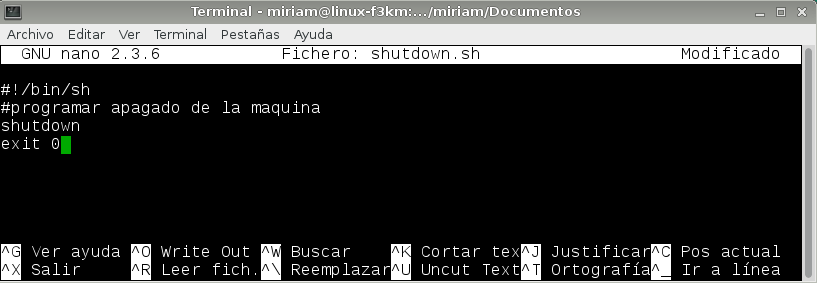 Terminal - miriam@linux-f3km:.../miriam/Documentos
Archivo Editar Ver Terminal Pestañas Ayuda
GNU nano 2.3.6 Fichero: shutdown.sh Modificado
#!/bin/sh
#programar apagado de la maquina
shutdown
exit 0
^G Ver ayuda ^O Write Out ^W Buscar ^K Cortar tex^J Justificar^C Pos actual
^X Salir ^R Leer fich.^\ Reemplazar^U Uncut Text^T Ortografía^_ Ir a línea